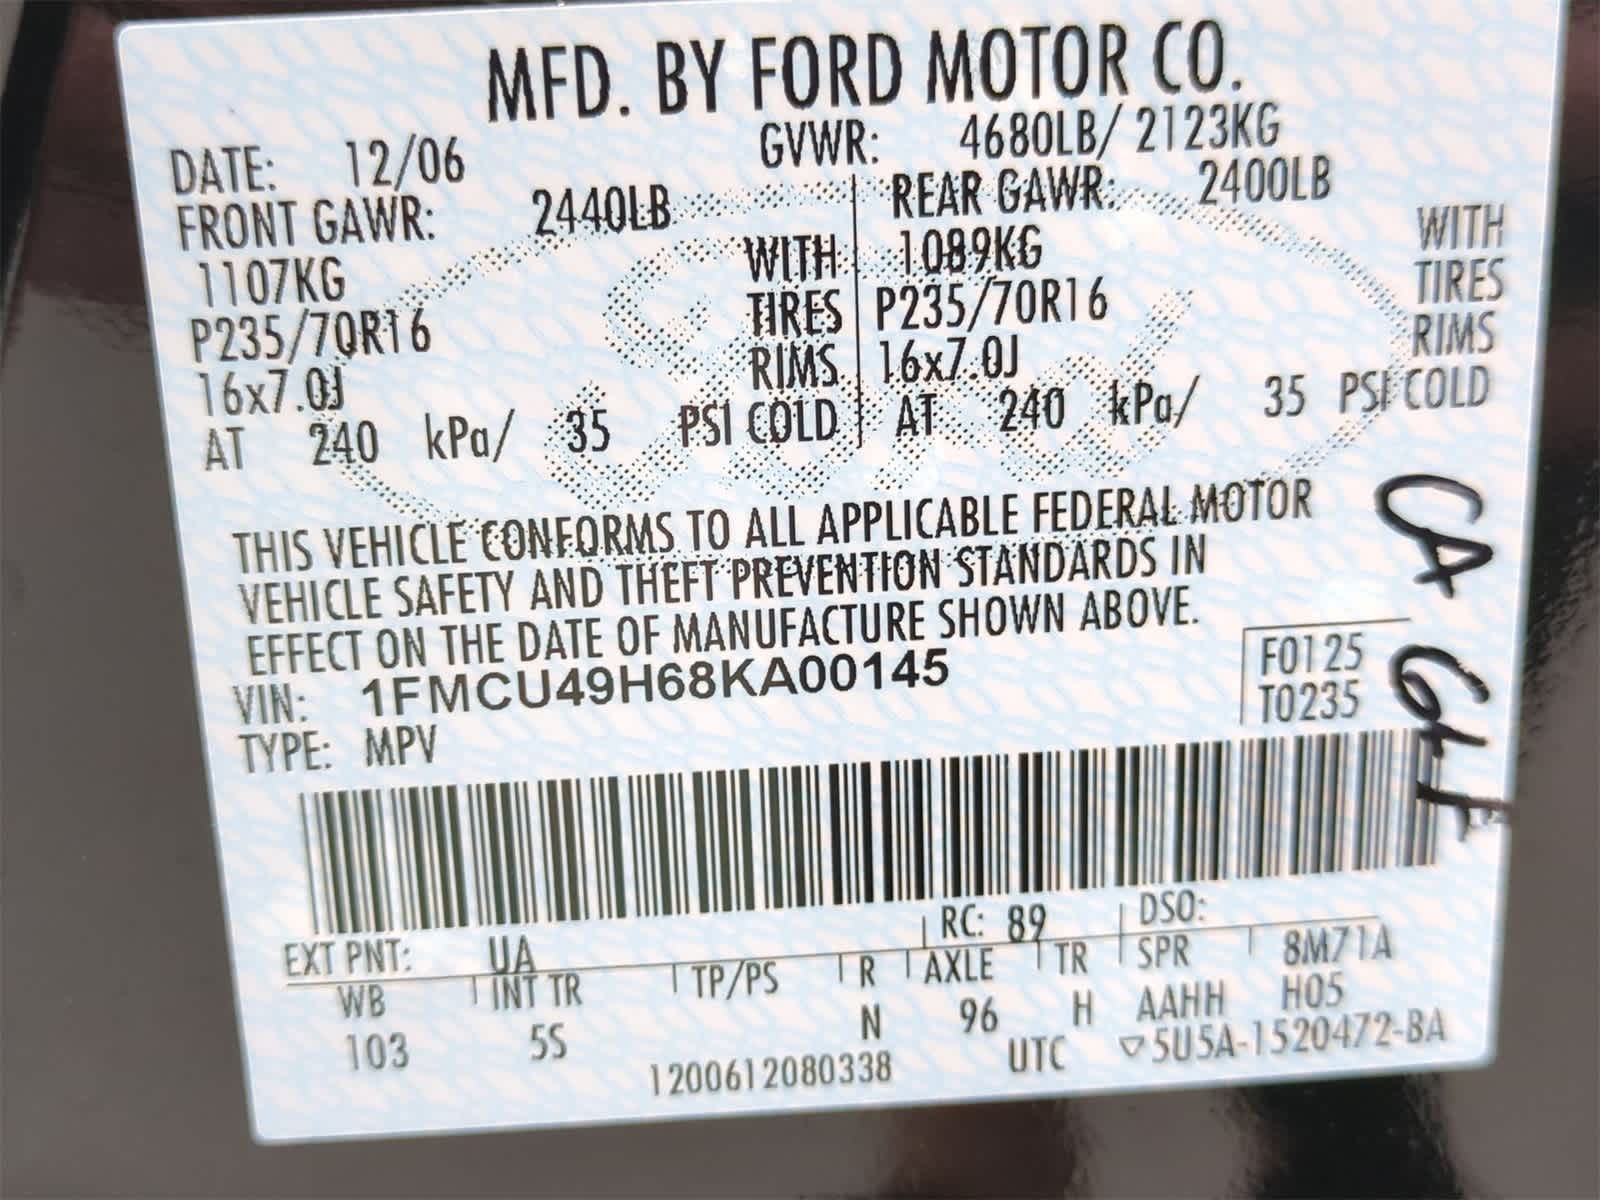 MFD. BY FORD MOTOR CO.
DATE: 12/06 GVWR: 4680LB/ 2123KG
FRONT GAWR: 2440LB REAR GAWR: 2400LB
1107KG WITH 1089KG WITH
P235/70R16 TIRES P235/70R16 TIRES
16x7.0J RIMS 16x7.0J RIMS
AT 240 kPa/ 35 PSI COLD AT 240 kPa/ 35 PSI COLD
THIS VEHICLE CONFORMS TO ALL APPLICABLE FEDERAL MOTOR
VEHICLE SAFETY AND THEFT PREVENTION STANDARDS IN
EFFECT ON THE DATE OF MANUFACTURE SHOWN ABOVE.
VIN: 1FMCU49H68KA00145
TYPE: MPV
F0125
T0235
CA
EXT PNT: UA RC: 89 DSO:
WB INT TR TP/PS R AXLE TR SPR 8M71A
103 5S N 96 H AAHH H05
1200612080338 UTC ▽5U5A-1520472-BA